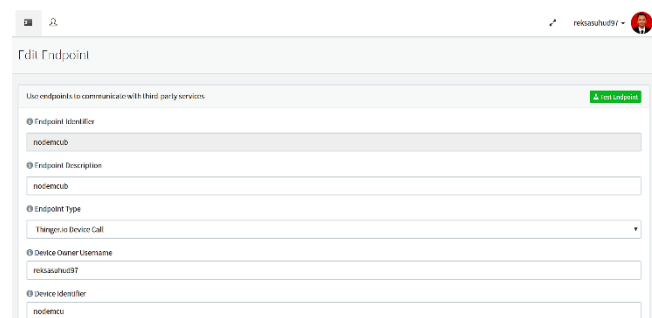 reksasuhud97
Edit Endpoint
Use endpoints to communicate with third party services
Test Endpoint
Endpoint Identifier
nodemcub
Endpoint Description
nodemcub
Endpoint Type
Thinger.io Device Call
Device Owner Username
reksasuhud97
Device Identifier
nodemcu